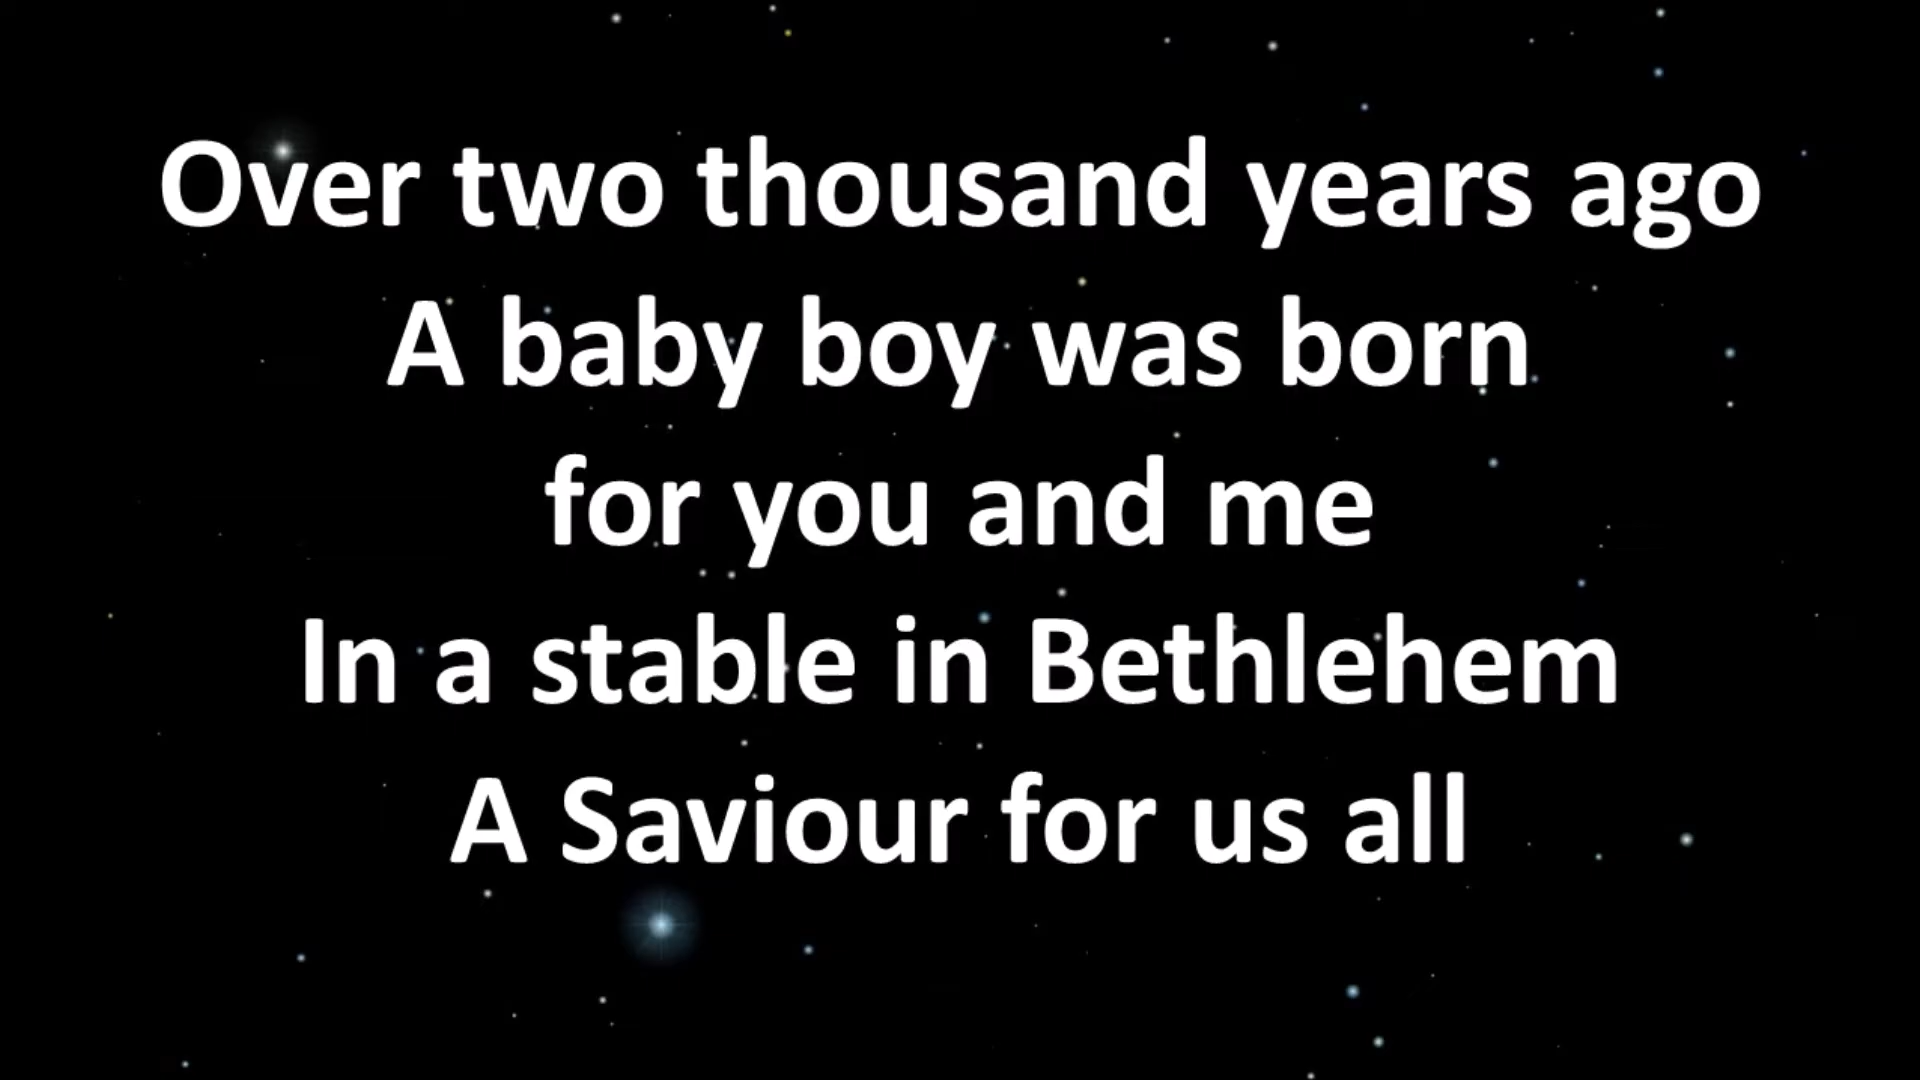 Over two thousand years ago
A baby boy was born
for you and me
In a stable in Bethlehem
A Saviour for us all